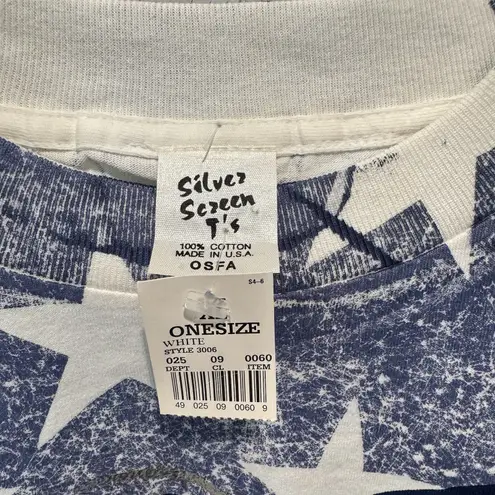 Silver
Screen
T's
100% COTTON
MADE IN U.S.A.
OSFA
S4-6
ONESIZE
WHITE
STYLE 3006
025 09 0060
DEPT CL ITEM
49 025 09 0060 9